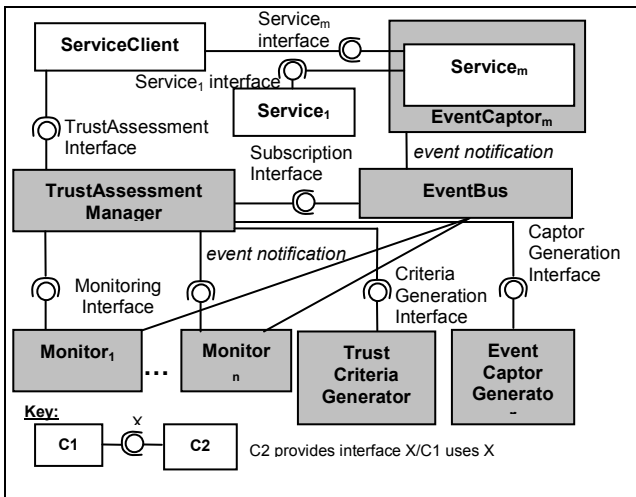 ServiceClient
Serviceₘ
interface
Serviceₘ
EventCaptorₘ
Service₁ interface
Service₁
TrustAssessment
Interface
event notification
Subscription
Interface
TrustAssessment
Manager
EventBus
event notification
Captor
Generation
Interface
Monitoring
Interface
Criteria
Generation
Interface
Monitor₁
...
Monitor
n
Trust
Criteria
Generator
Event
Captor
Generato
Key:
X
C1
C2
C2 provides interface X/C1 uses X